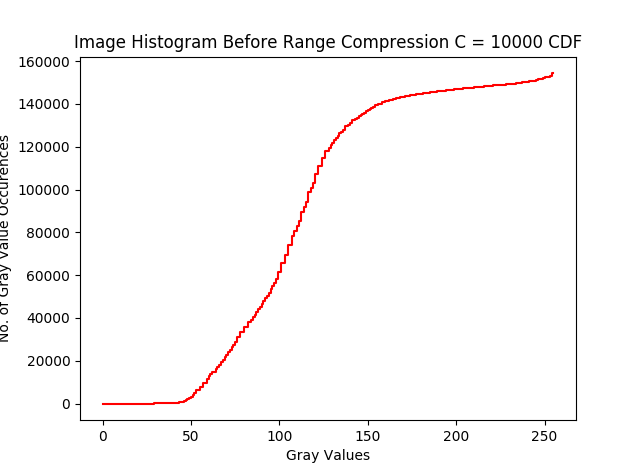 Image Histogram Before Range Compression C = 10000 CDF
160000
140000
120000
100000
80000
60000
40000
20000
0
No. of Gray Value Occurences
0 50 100 150 200 250
Gray Values